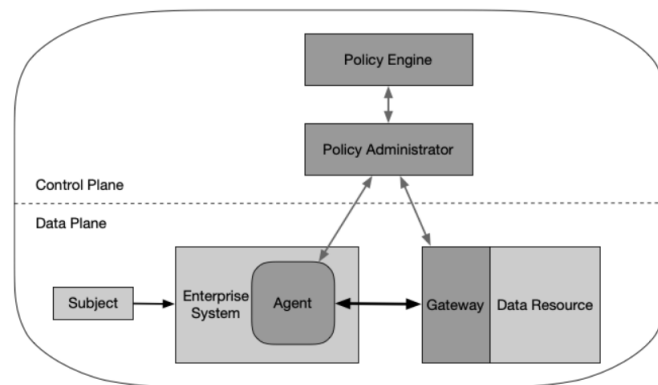 Policy Engine
Policy Administrator
Control Plane
Data Plane
Subject
Enterprise
System
Agent
Gateway
Data Resource